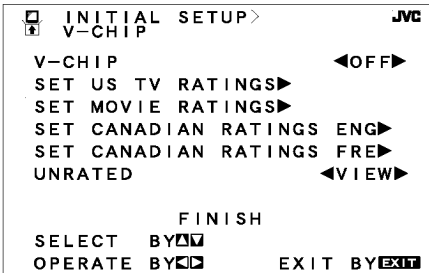 INITIAL SETUP> JVC
V-CHIP
V-CHIP ◀OFF▶
SET US TV RATINGS▶
SET MOVIE RATINGS▶
SET CANADIAN RATINGS ENG▶
SET CANADIAN RATINGS FRE▶
UNRATED ◀VIEW▶
FINISH
SELECT BY▲▼
OPERATE BY◀▶ EXIT BY EXIT